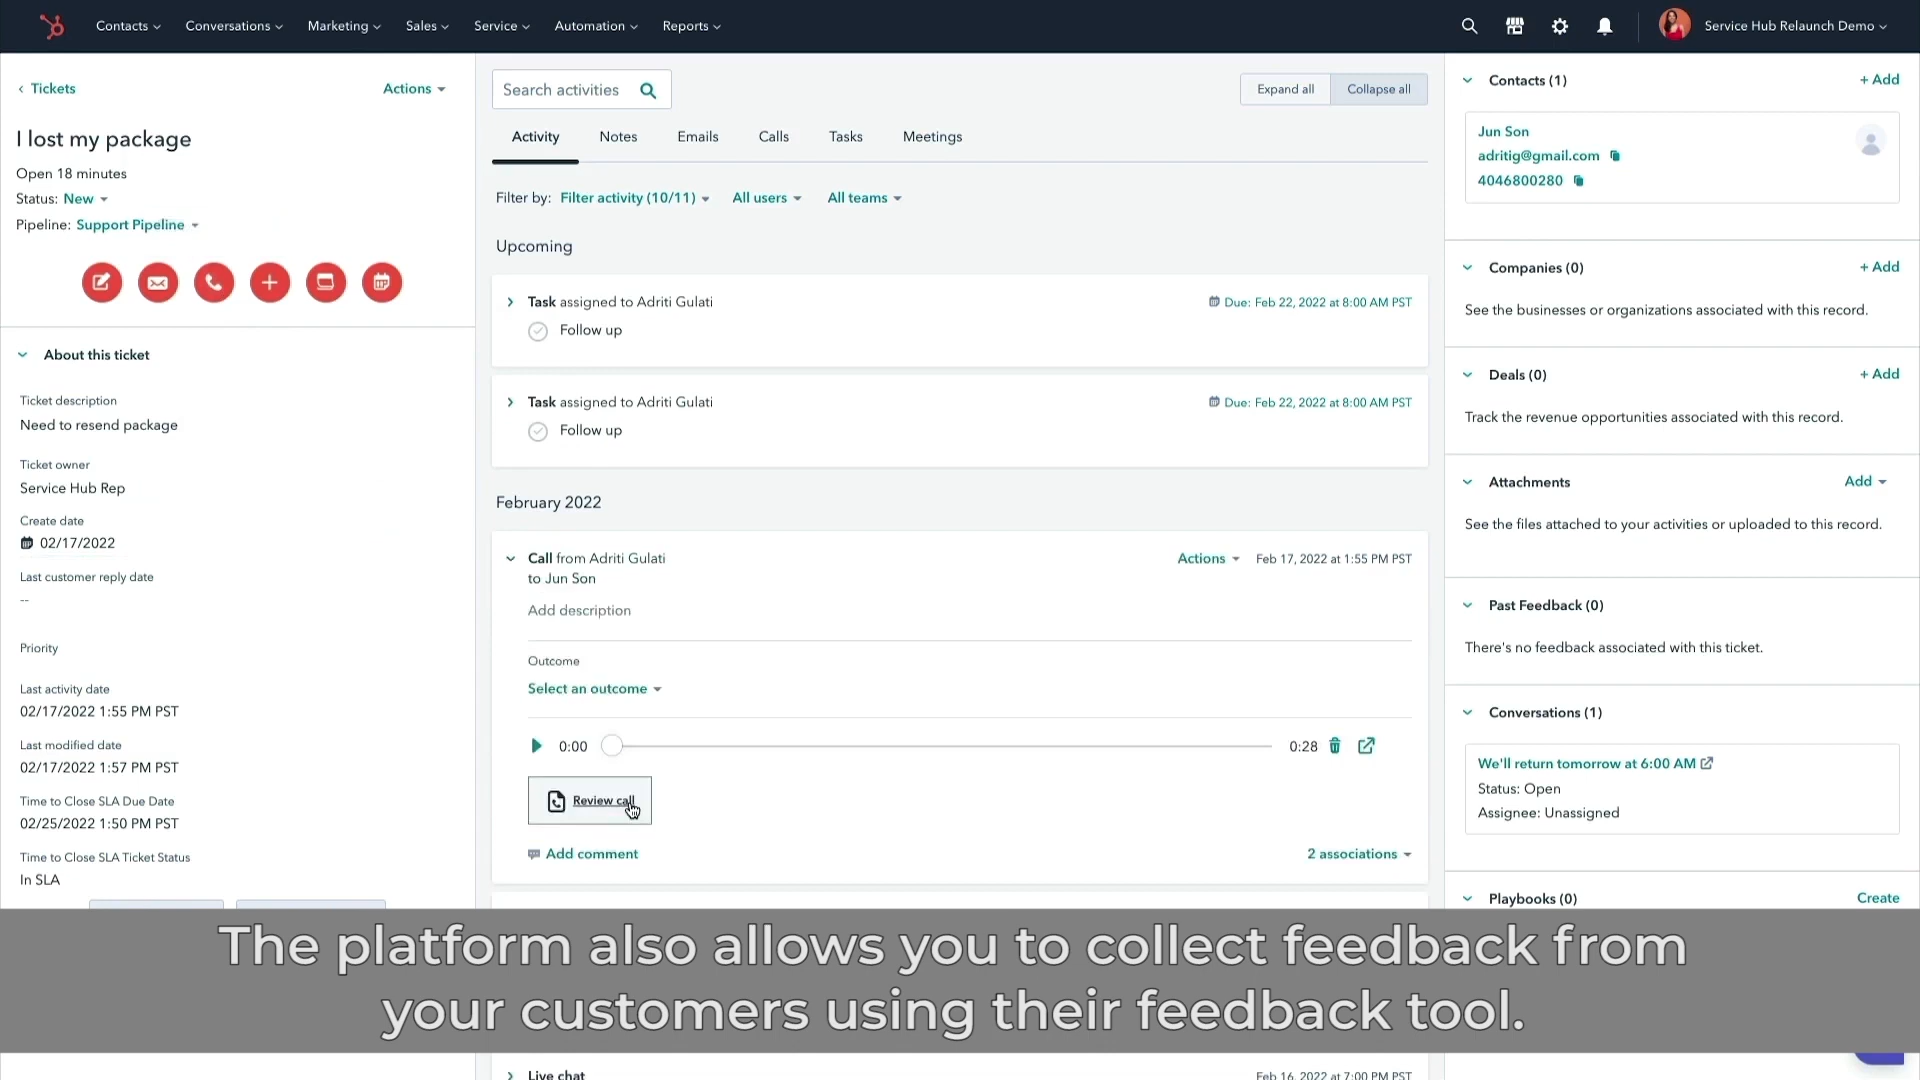 Contacts
Conversations
Marketing
Sales
Service
Automation
Reports
Service Hub Relaunch Demo
Tickets
Actions
I lost my package
Open 18 minutes
Status: New
Pipeline: Support Pipeline
About this ticket
Ticket description
Need to resend package
Ticket owner
Service Hub Rep
Create date
02/17/2022
Last customer reply date
--
Priority
Last activity date
02/17/2022 1:55 PM PST
Last modified date
02/17/2022 1:57 PM PST
Time to Close SLA Due Date
02/25/2022 1:50 PM PST
Time to Close SLA Ticket Status
In SLA
Search activities
Expand all
Collapse all
Activity
Notes
Emails
Calls
Tasks
Meetings
Filter by: Filter activity (10/11) All users All teams
Upcoming
Task assigned to Adriti Gulati
Due: Feb 22, 2022 at 8:00 AM PST
Follow up
Task assigned to Adriti Gulati
Due: Feb 22, 2022 at 8:00 AM PST
Follow up
February 2022
Call from Adriti Gulati
to Jun Son
Actions
Feb 17, 2022 at 1:55 PM PST
Add description
Outcome
Select an outcome
0:00
0:28
Review call
Add comment
2 associations
Live chat
Feb 16, 2022 at 7:00 PM PST
Contacts (1)
+ Add
Jun Son
adritig@gmail.com
4046800280
Companies (0)
+ Add
See the businesses or organizations associated with this record.
Deals (0)
+ Add
Track the revenue opportunities associated with this record.
Attachments
Add
See the files attached to your activities or uploaded to this record.
Past Feedback (0)
There's no feedback associated with this ticket.
Conversations (1)
We'll return tomorrow at 6:00 AM
Status: Open
Assignee: Unassigned
Playbooks (0)
Create
The platform also allows you to collect feedback from
your customers using their feedback tool.